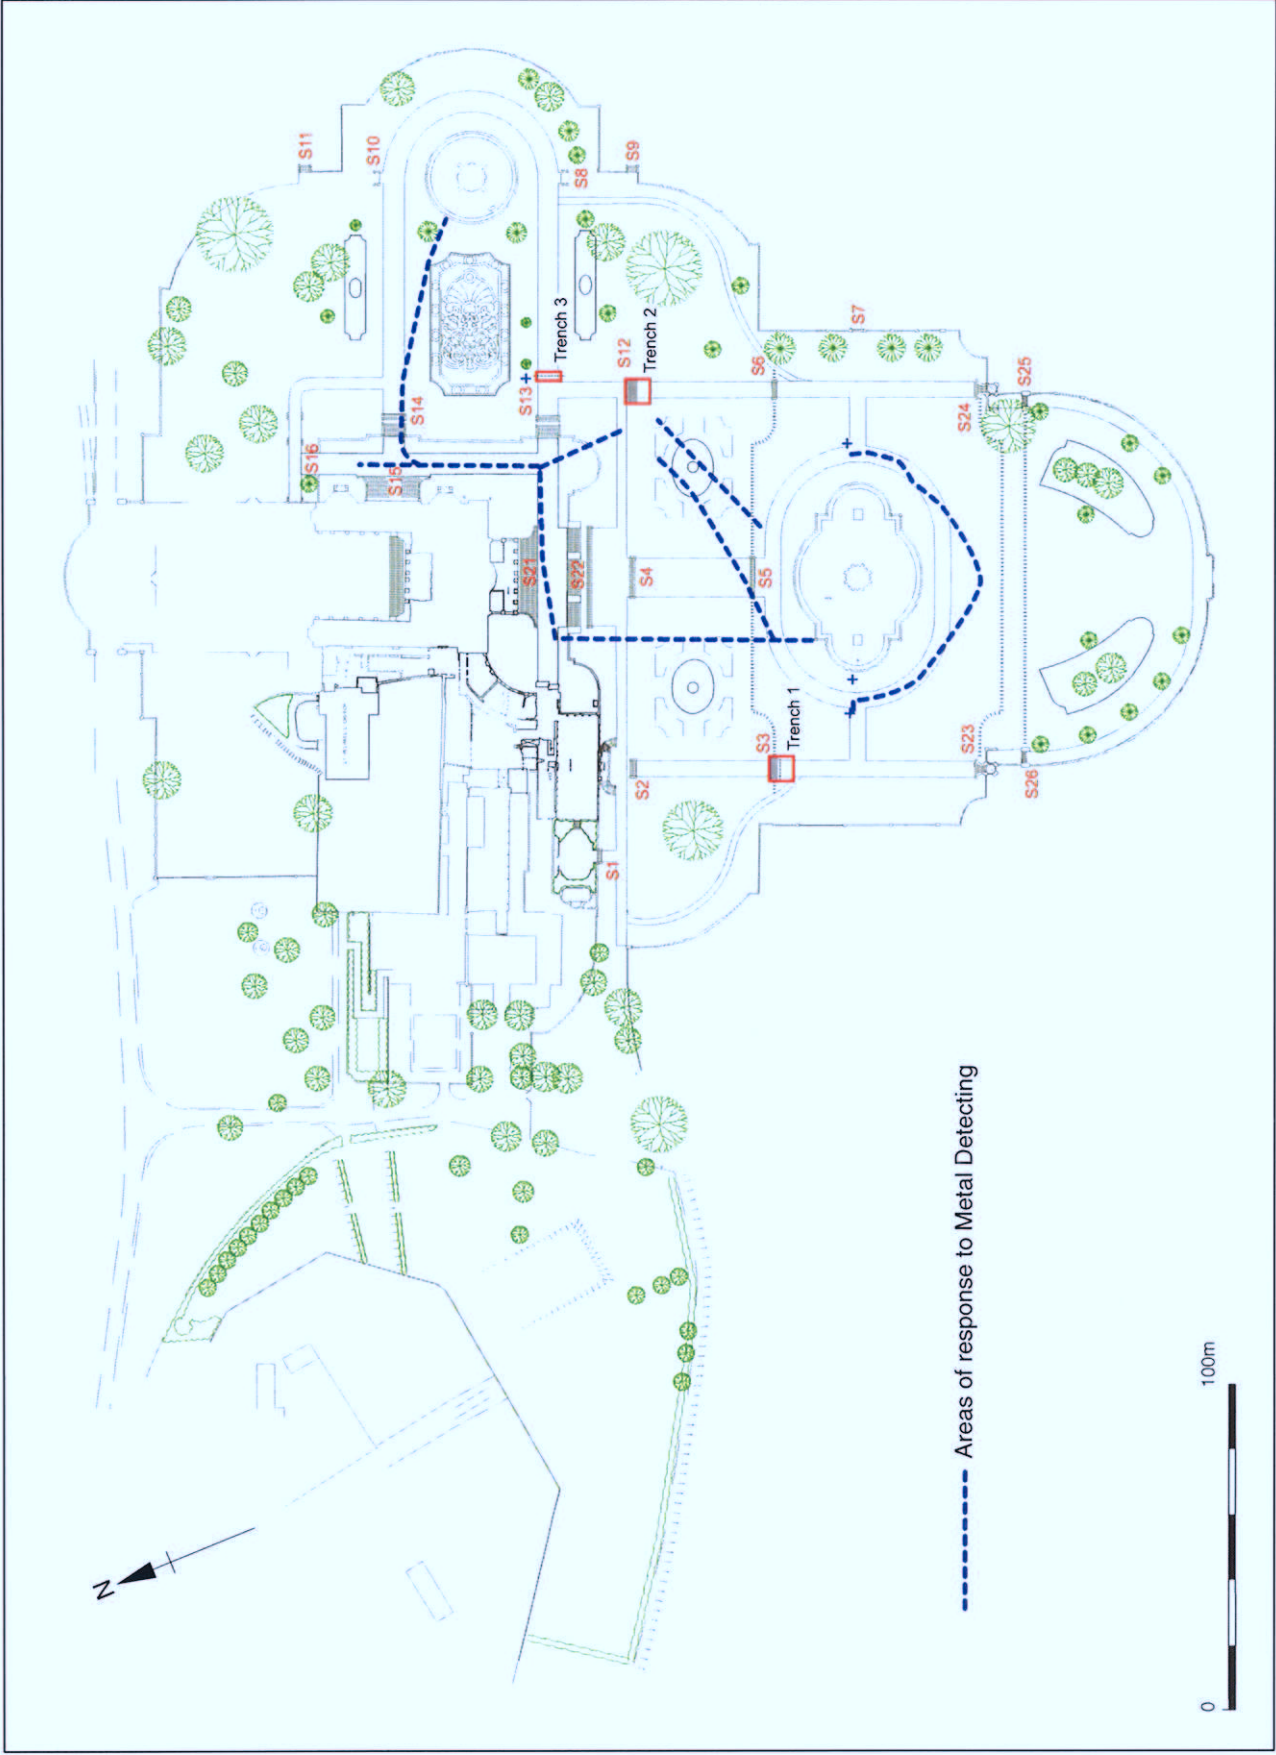 S11
S10
S9
S8
S7
S14
S13
Trench 3
S12
Trench 2
S6
S24
S25
S16
S15
S21
S22
S4
S5
S3
Trench 1
S23
S2
S26
S1
N
Areas of response to Metal Detecting
0
100m